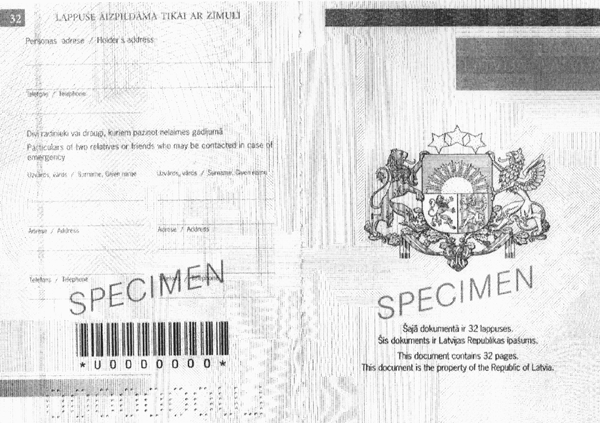 32 LAPPUSE AIZPILDĀMA TIKAI AR ZĪMULI
Personas adrese / Holder's address
Telefons / Telephone
Divi radinieki vai draugi, kuriem paziņot nelaimes gadījumā
Particulars of two relatives or friends who may be contacted in case of
emergency
Uzvārds, vārds / Surname, Given name
Uzvārds, vārds / Surname, Given name
Adrese / Address
Adrese / Address
Telefons / Telephone
Telefons / Telephone
SPECIMEN
*U0000000*
SPECIMEN
Šajā dokumentā ir 32 lappuses.
Šis dokuments ir Latvijas Republikas īpašums.
This document contains 32 pages.
This document is the property of the Republic of Latvia.